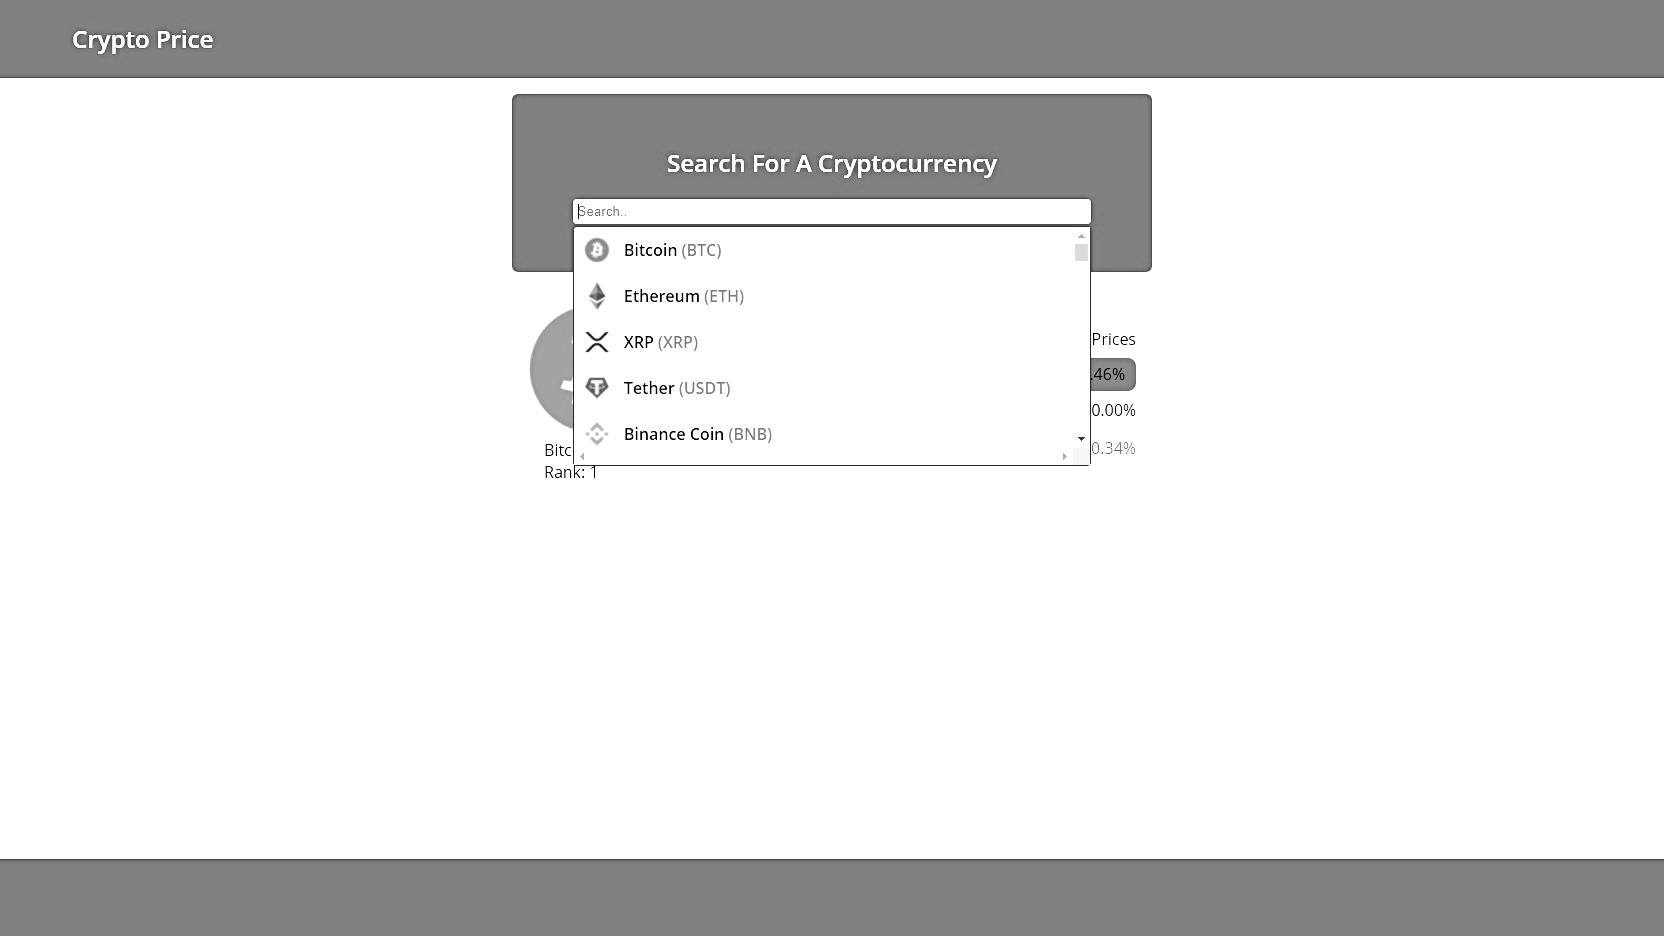 Crypto Price
Search For A Cryptocurrency
Search..
Bitcoin (BTC)
Ethereum (ETH)
XRP (XRP)
Prices
.46%
Tether (USDT)
0.00%
Binance Coin (BNB)
0.34%
Bitc
Rank: 1